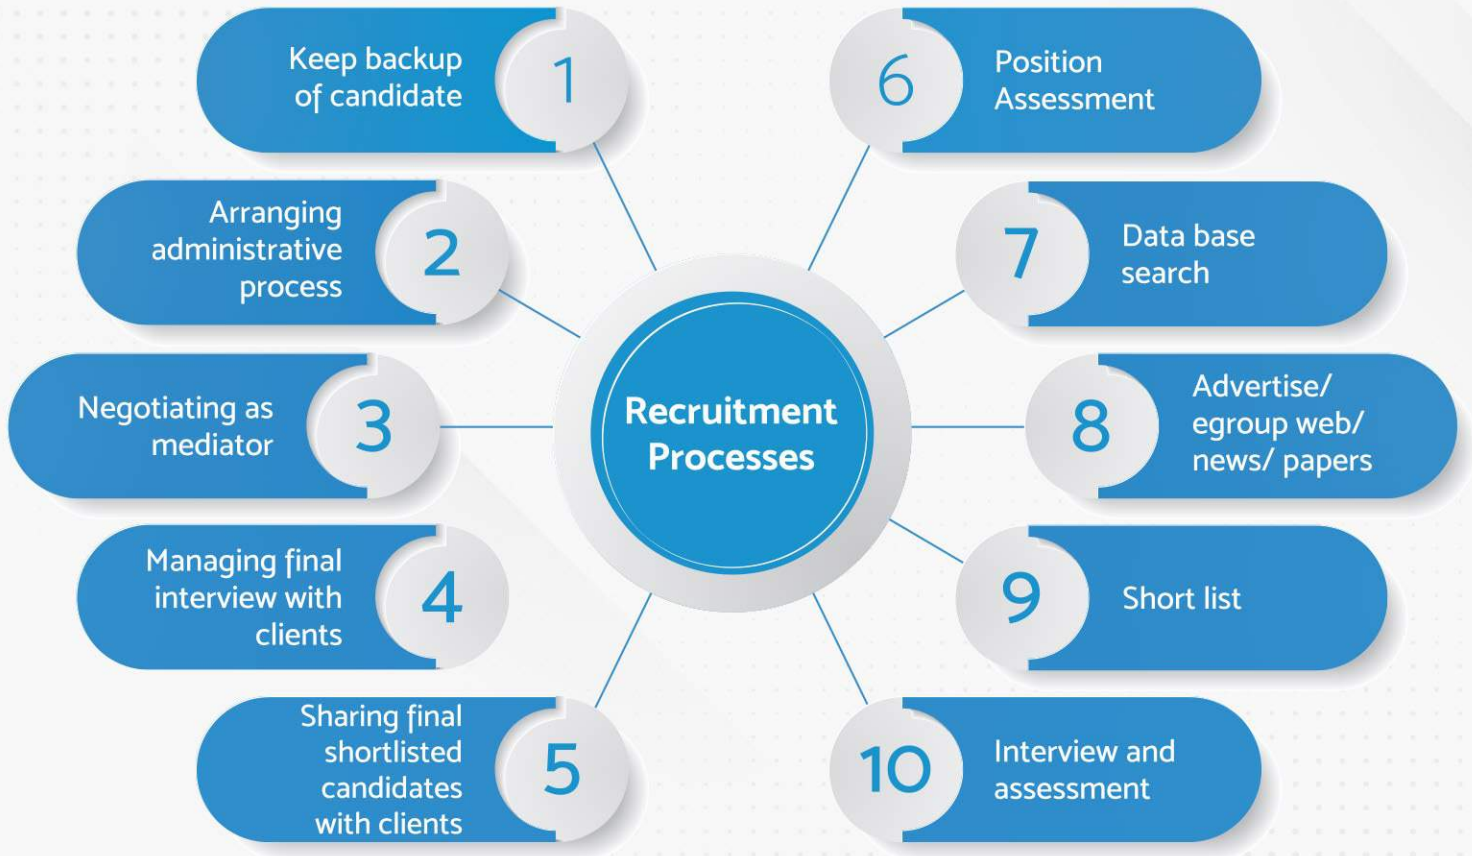 1
Keep backup
of candidate
2
Arranging
administrative
process
3
Negotiating as
mediator
4
Managing final
interview with
clients
5
Sharing final
shortlisted
candidates
with clients
Recruitment
Processes
6
Position
Assessment
7
Data base
search
8
Advertise/
egroup web/
news/ papers
9
Short list
10
Interview and
assessment